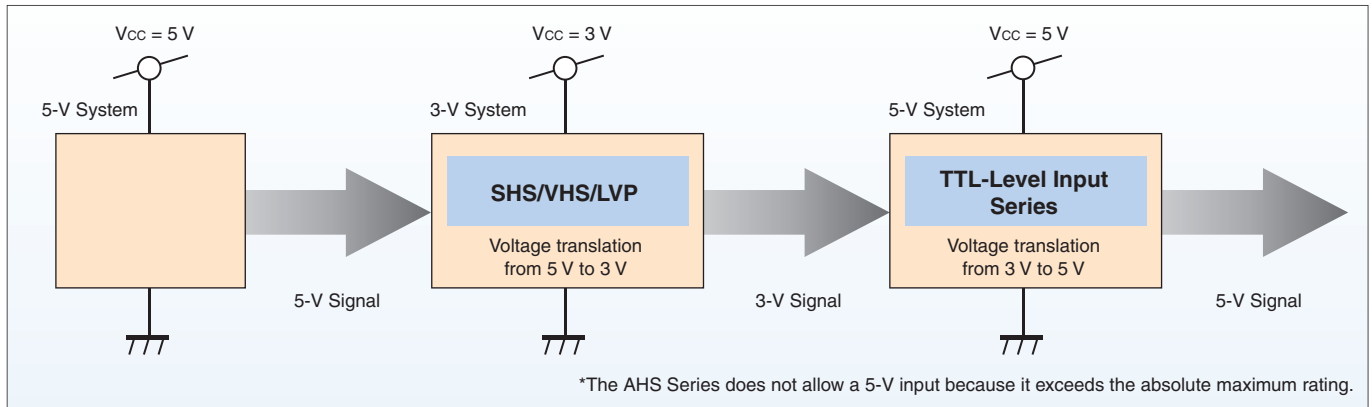 VCC = 5 V
VCC = 3 V
VCC = 5 V
5-V System
3-V System
5-V System
SHS/VHS/LVP
TTL-Level Input
Series
Voltage translation
from 5 V to 3 V
Voltage translation
from 3 V to 5 V
5-V Signal
3-V Signal
5-V Signal
*The AHS Series does not allow a 5-V input because it exceeds the absolute maximum rating.